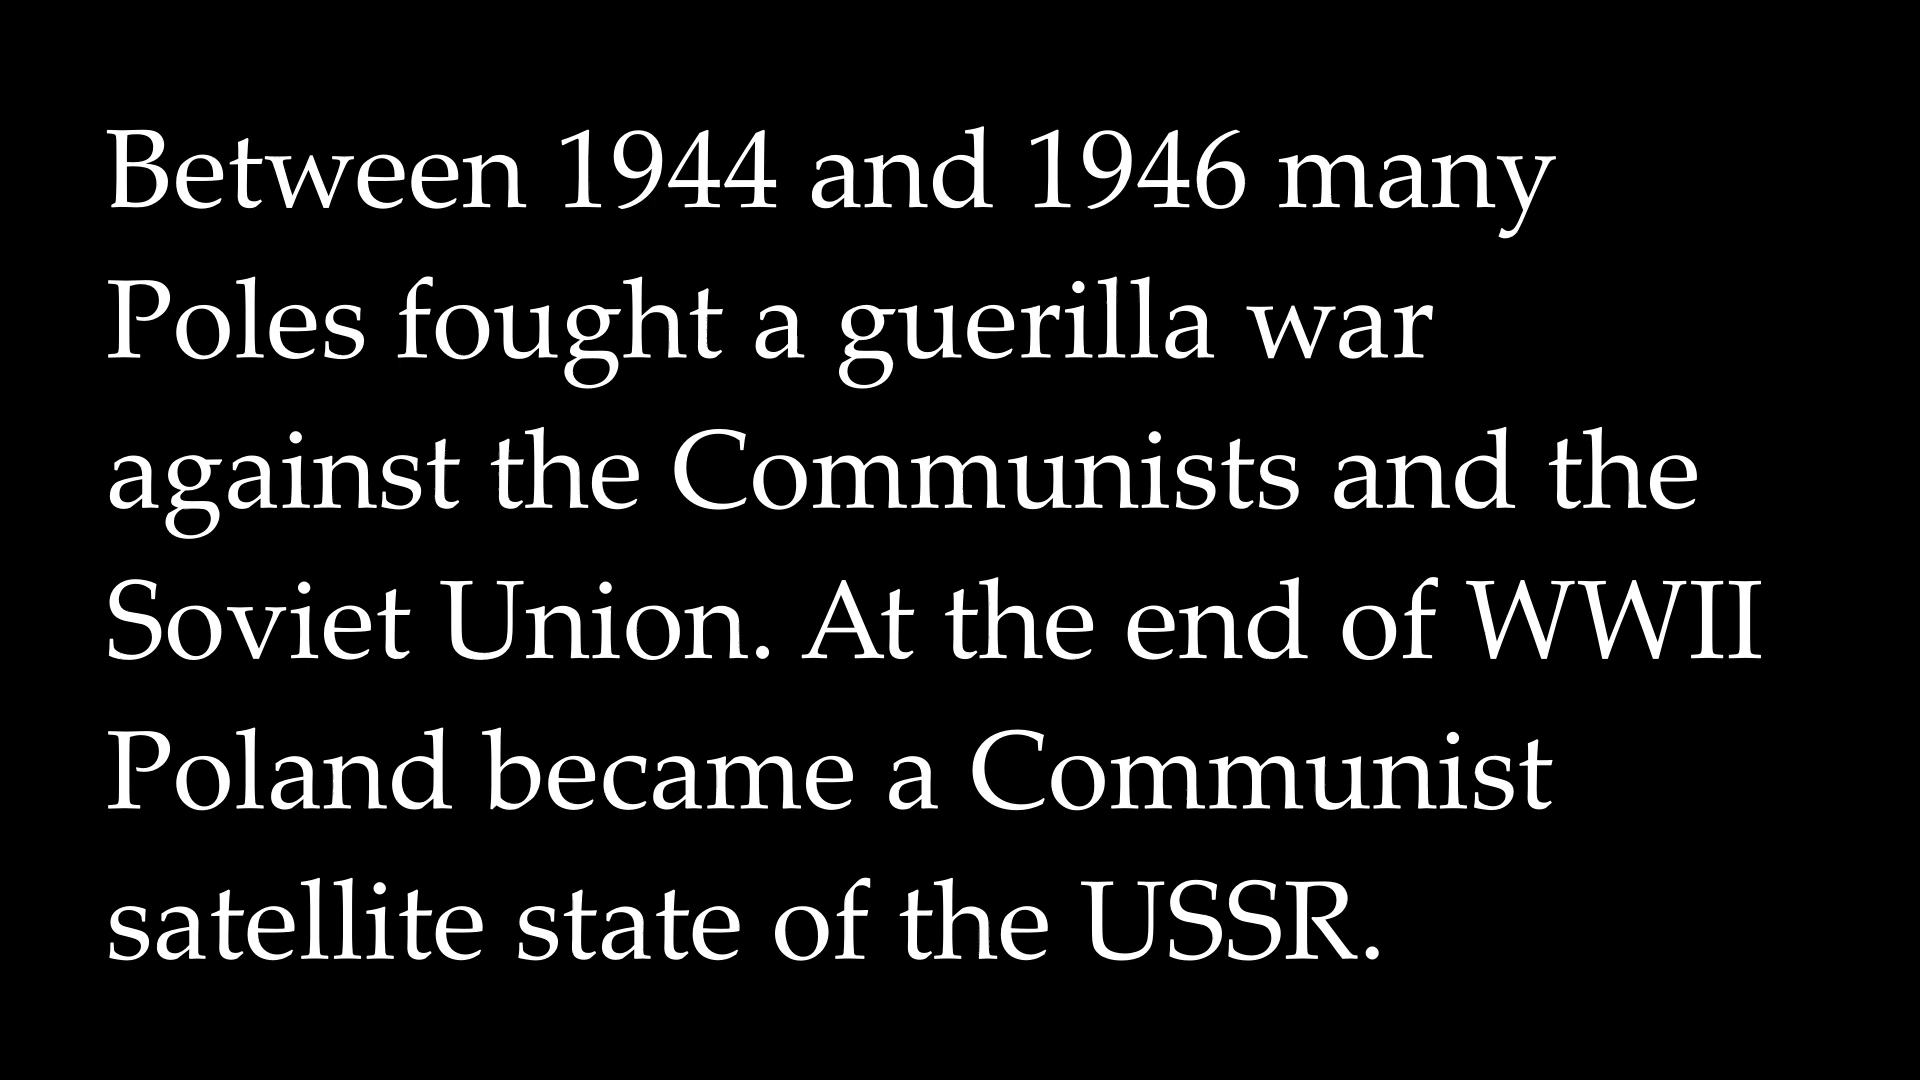 Between 1944 and 1946 many
Poles fought a guerilla war
against the Communists and the
Soviet Union. At the end of WWII
Poland became a Communist
satellite state of the USSR.